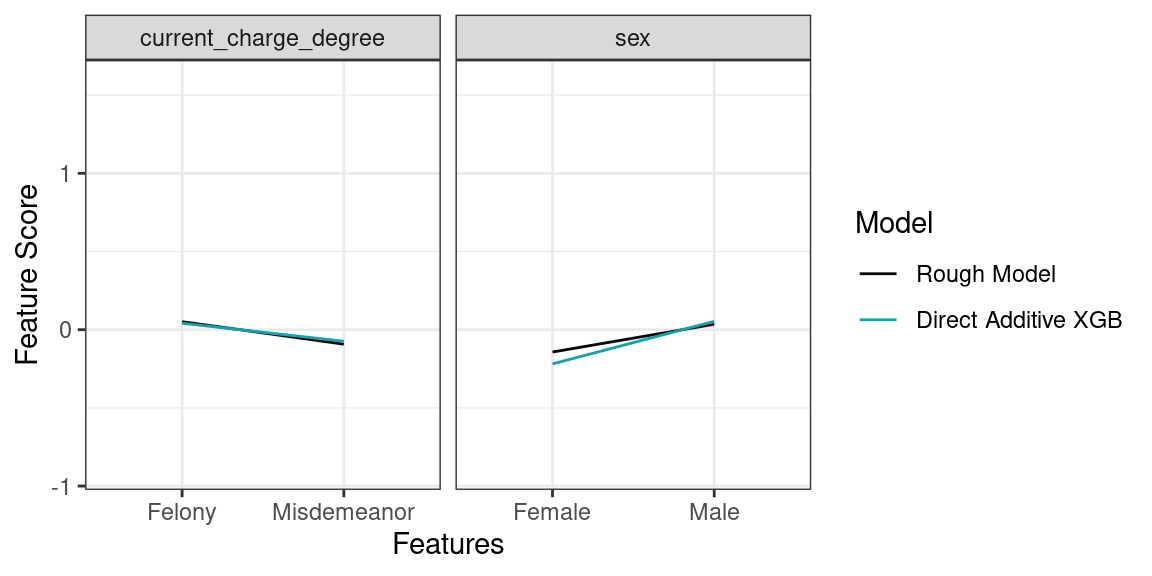 current_charge_degree
sex
Feature Score
1
0
-1
Felony
Misdemeanor
Female
Male
Features
Model
Rough Model
Direct Additive XGB